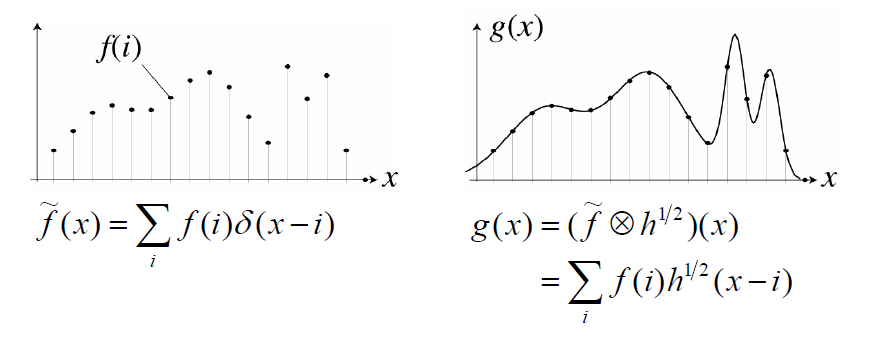 f(i)
x
f̃(x) = ∑ᵢ f(i)δ(x−i)
g(x)
x
g(x) = (f̃ ⊗ h^{1/2})(x)
= ∑ᵢ f(i)h^{1/2}(x−i)